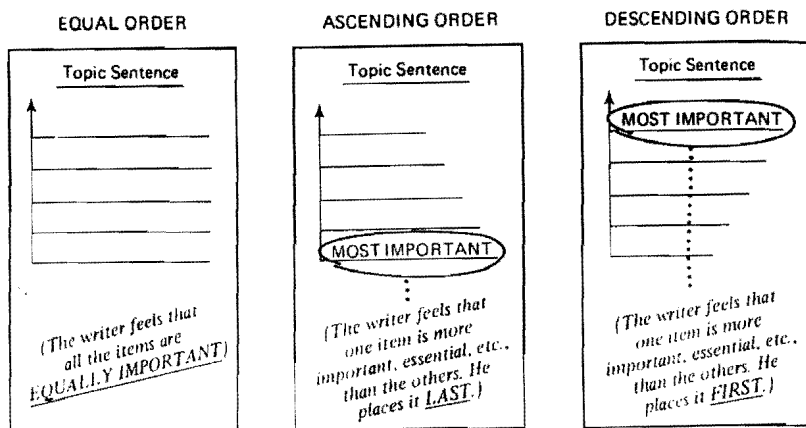 EQUAL ORDER
Topic Sentence
(The writer feels that
all the items are
EQUALLY IMPORTANT)
ASCENDING ORDER
Topic Sentence
MOST IMPORTANT
(The writer feels that
one item is more
important, essential, etc.,
than the others. He
places it LAST.)
DESCENDING ORDER
Topic Sentence
MOST IMPORTANT
(The writer feels that
one item is more
important, essential, etc.,
than the others. He
places it FIRST.)